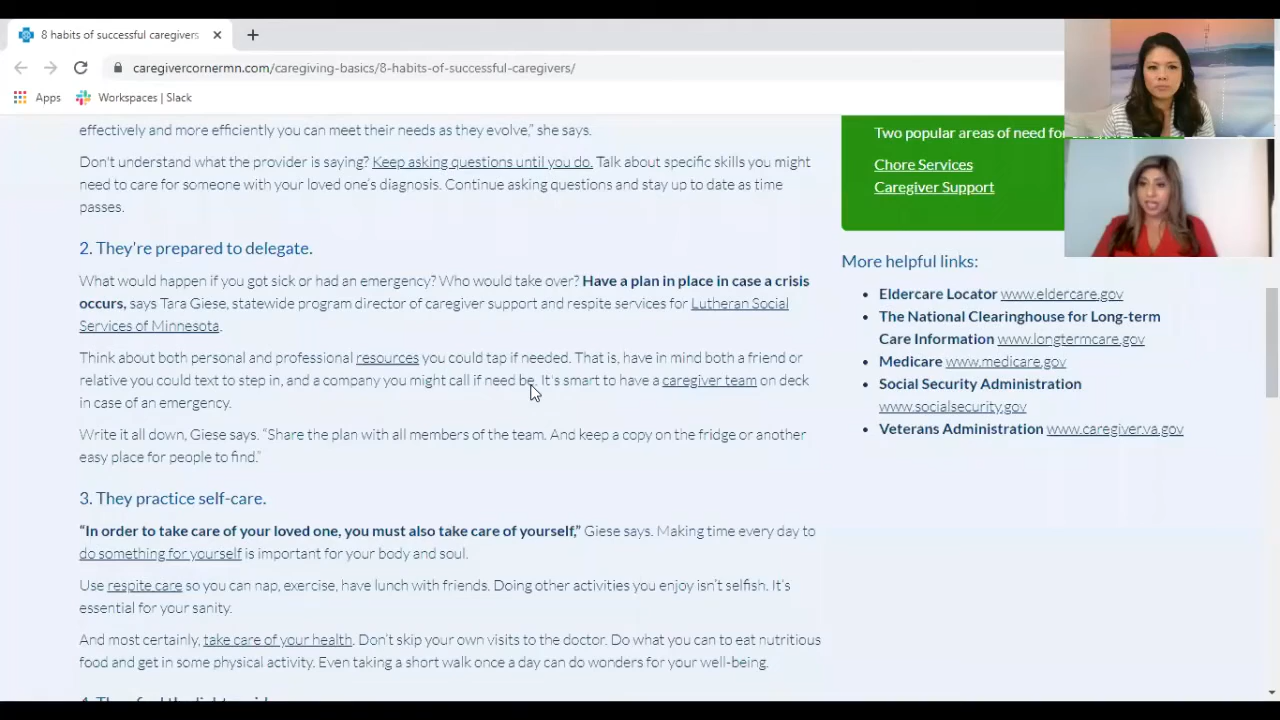 8 habits of successful caregivers
caregivercornermn.com/caregiving-basics/8-habits-of-successful-caregivers/
Apps
Workspaces | Slack
effectively and more efficiently you can meet their needs as they evolve,” she says.
Don't understand what the provider is saying? Keep asking questions until you do. Talk about specific skills you might
need to care for someone with your loved one's diagnosis. Continue asking questions and stay up to date as time
passes.
2. They're prepared to delegate.
What would happen if you got sick or had an emergency? Who would take over? Have a plan in place in case a crisis
occurs, says Tara Giese, statewide program director of caregiver support and respite services for Lutheran Social
Services of Minnesota.
Think about both personal and professional resources you could tap if needed. That is, have in mind both a friend or
relative you could text to step in, and a company you might call if need be. It's smart to have a caregiver team on deck
in case of an emergency.
Write it all down, Giese says. “Share the plan with all members of the team. And keep a copy on the fridge or another
easy place for people to find.”
3. They practice self-care.
“In order to take care of your loved one, you must also take care of yourself,” Giese says. Making time every day to
do something for yourself is important for your body and soul.
Use respite care so you can nap, exercise, have lunch with friends. Doing other activities you enjoy isn't selfish. It's
essential for your sanity.
And most certainly, take care of your health. Don't skip your own visits to the doctor. Do what you can to eat nutritious
food and get in some physical activity. Even taking a short walk once a day can do wonders for your well-being.
Two popular areas of need for
Chore Services
Caregiver Support
More helpful links:
Eldercare Locator www.eldercare.gov
The National Clearinghouse for Long-term
Care Information www.longtermcare.gov
Medicare www.medicare.gov
Social Security Administration
www.socialsecurity.gov
Veterans Administration www.caregiver.va.gov